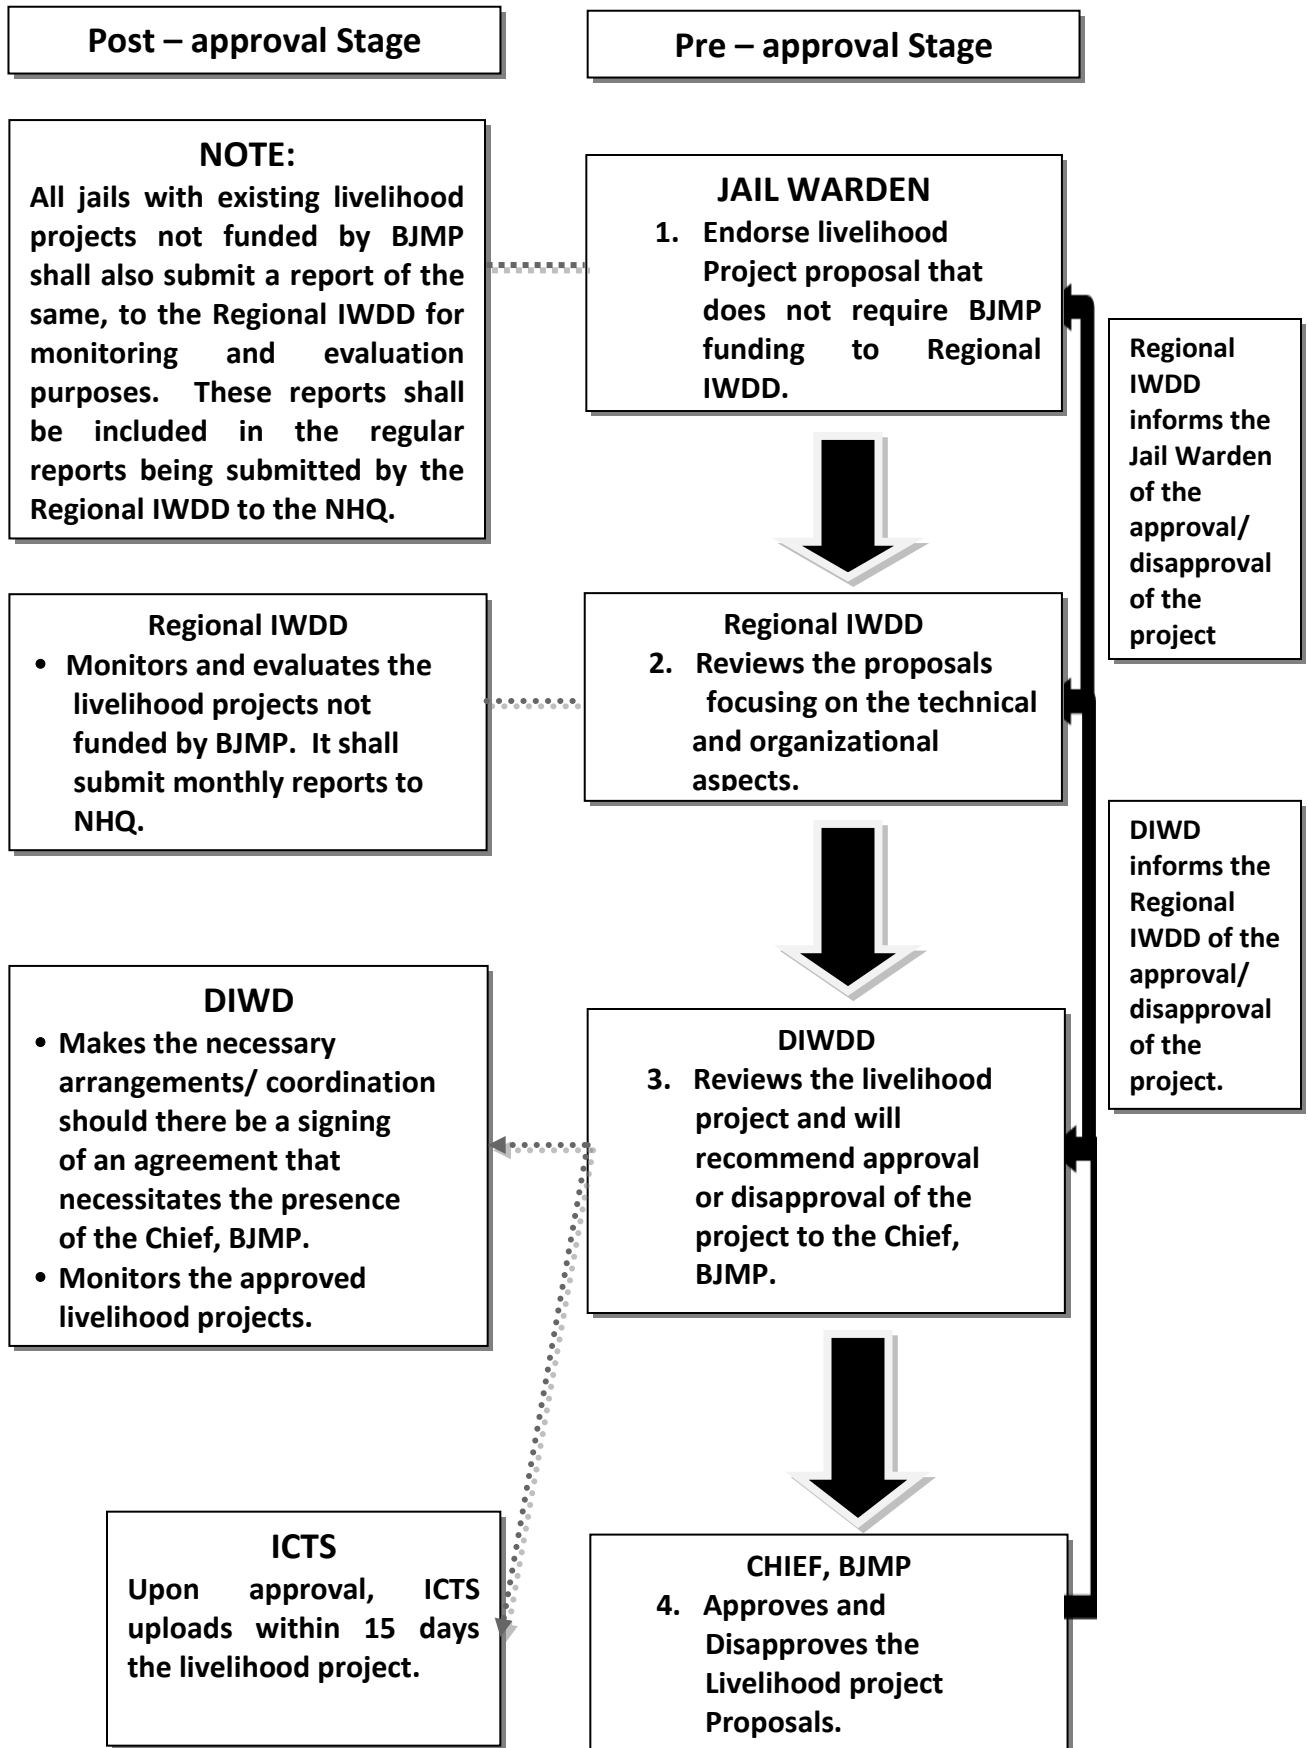 Post – approval Stage
Pre – approval Stage
NOTE:
All jails with existing livelihood
projects not funded by BJMP
shall also submit a report of the
same, to the Regional IWDD for
monitoring and evaluation
purposes. These reports shall
be included in the regular
reports being submitted by the
Regional IWDD to the NHQ.
JAIL WARDEN
1. Endorse livelihood
Project proposal that
does not require BJMP
funding to Regional
IWDD.
Regional
IWDD
informs the
Jail Warden
of the
approval/
disapproval
of the
project
Regional IWDD
• Monitors and evaluates the
livelihood projects not
funded by BJMP. It shall
submit monthly reports to
NHQ.
Regional IWDD
2. Reviews the proposals
focusing on the technical
and organizational
aspects.
DIWD
informs the
Regional
IWDD of the
approval/
disapproval
of the
project.
DIWD
• Makes the necessary
arrangements/ coordination
should there be a signing
of an agreement that
necessitates the presence
of the Chief, BJMP.
• Monitors the approved
livelihood projects.
DIWDD
3. Reviews the livelihood
project and will
recommend approval
or disapproval of the
project to the Chief,
BJMP.
ICTS
Upon approval, ICTS
uploads within 15 days
the livelihood project.
CHIEF, BJMP
4. Approves and
Disapproves the
Livelihood project
Proposals.